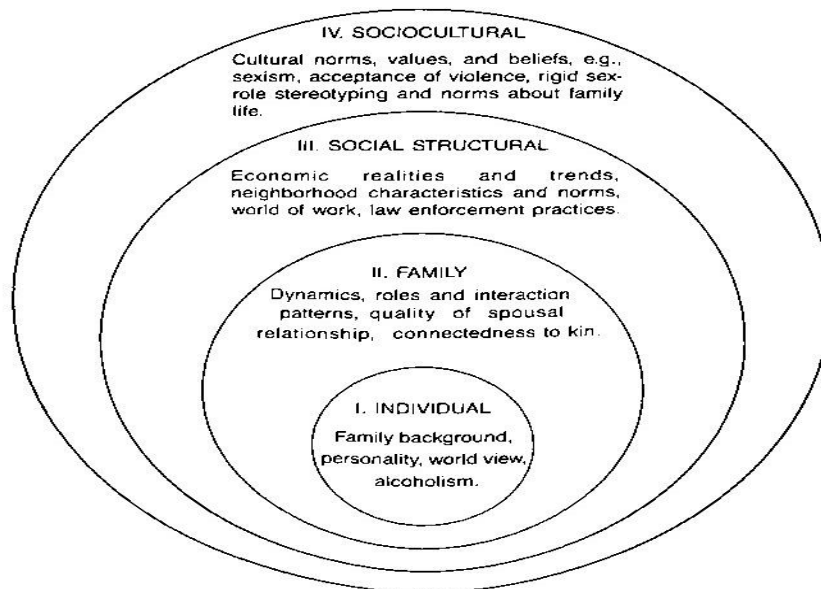 IV. SOCIOCULTURAL
Cultural norms, values, and beliefs, e.g.,
sexism, acceptance of violence, rigid sex-
role stereotyping and norms about family
life.
III. SOCIAL STRUCTURAL
Economic realities and trends,
neighborhood characteristics and norms,
world of work, law enforcement practices.
II. FAMILY
Dynamics, roles and interaction
patterns, quality of spousal
relationship, connectedness to kin.
I. INDIVIDUAL
Family background,
personality, world view,
alcoholism.